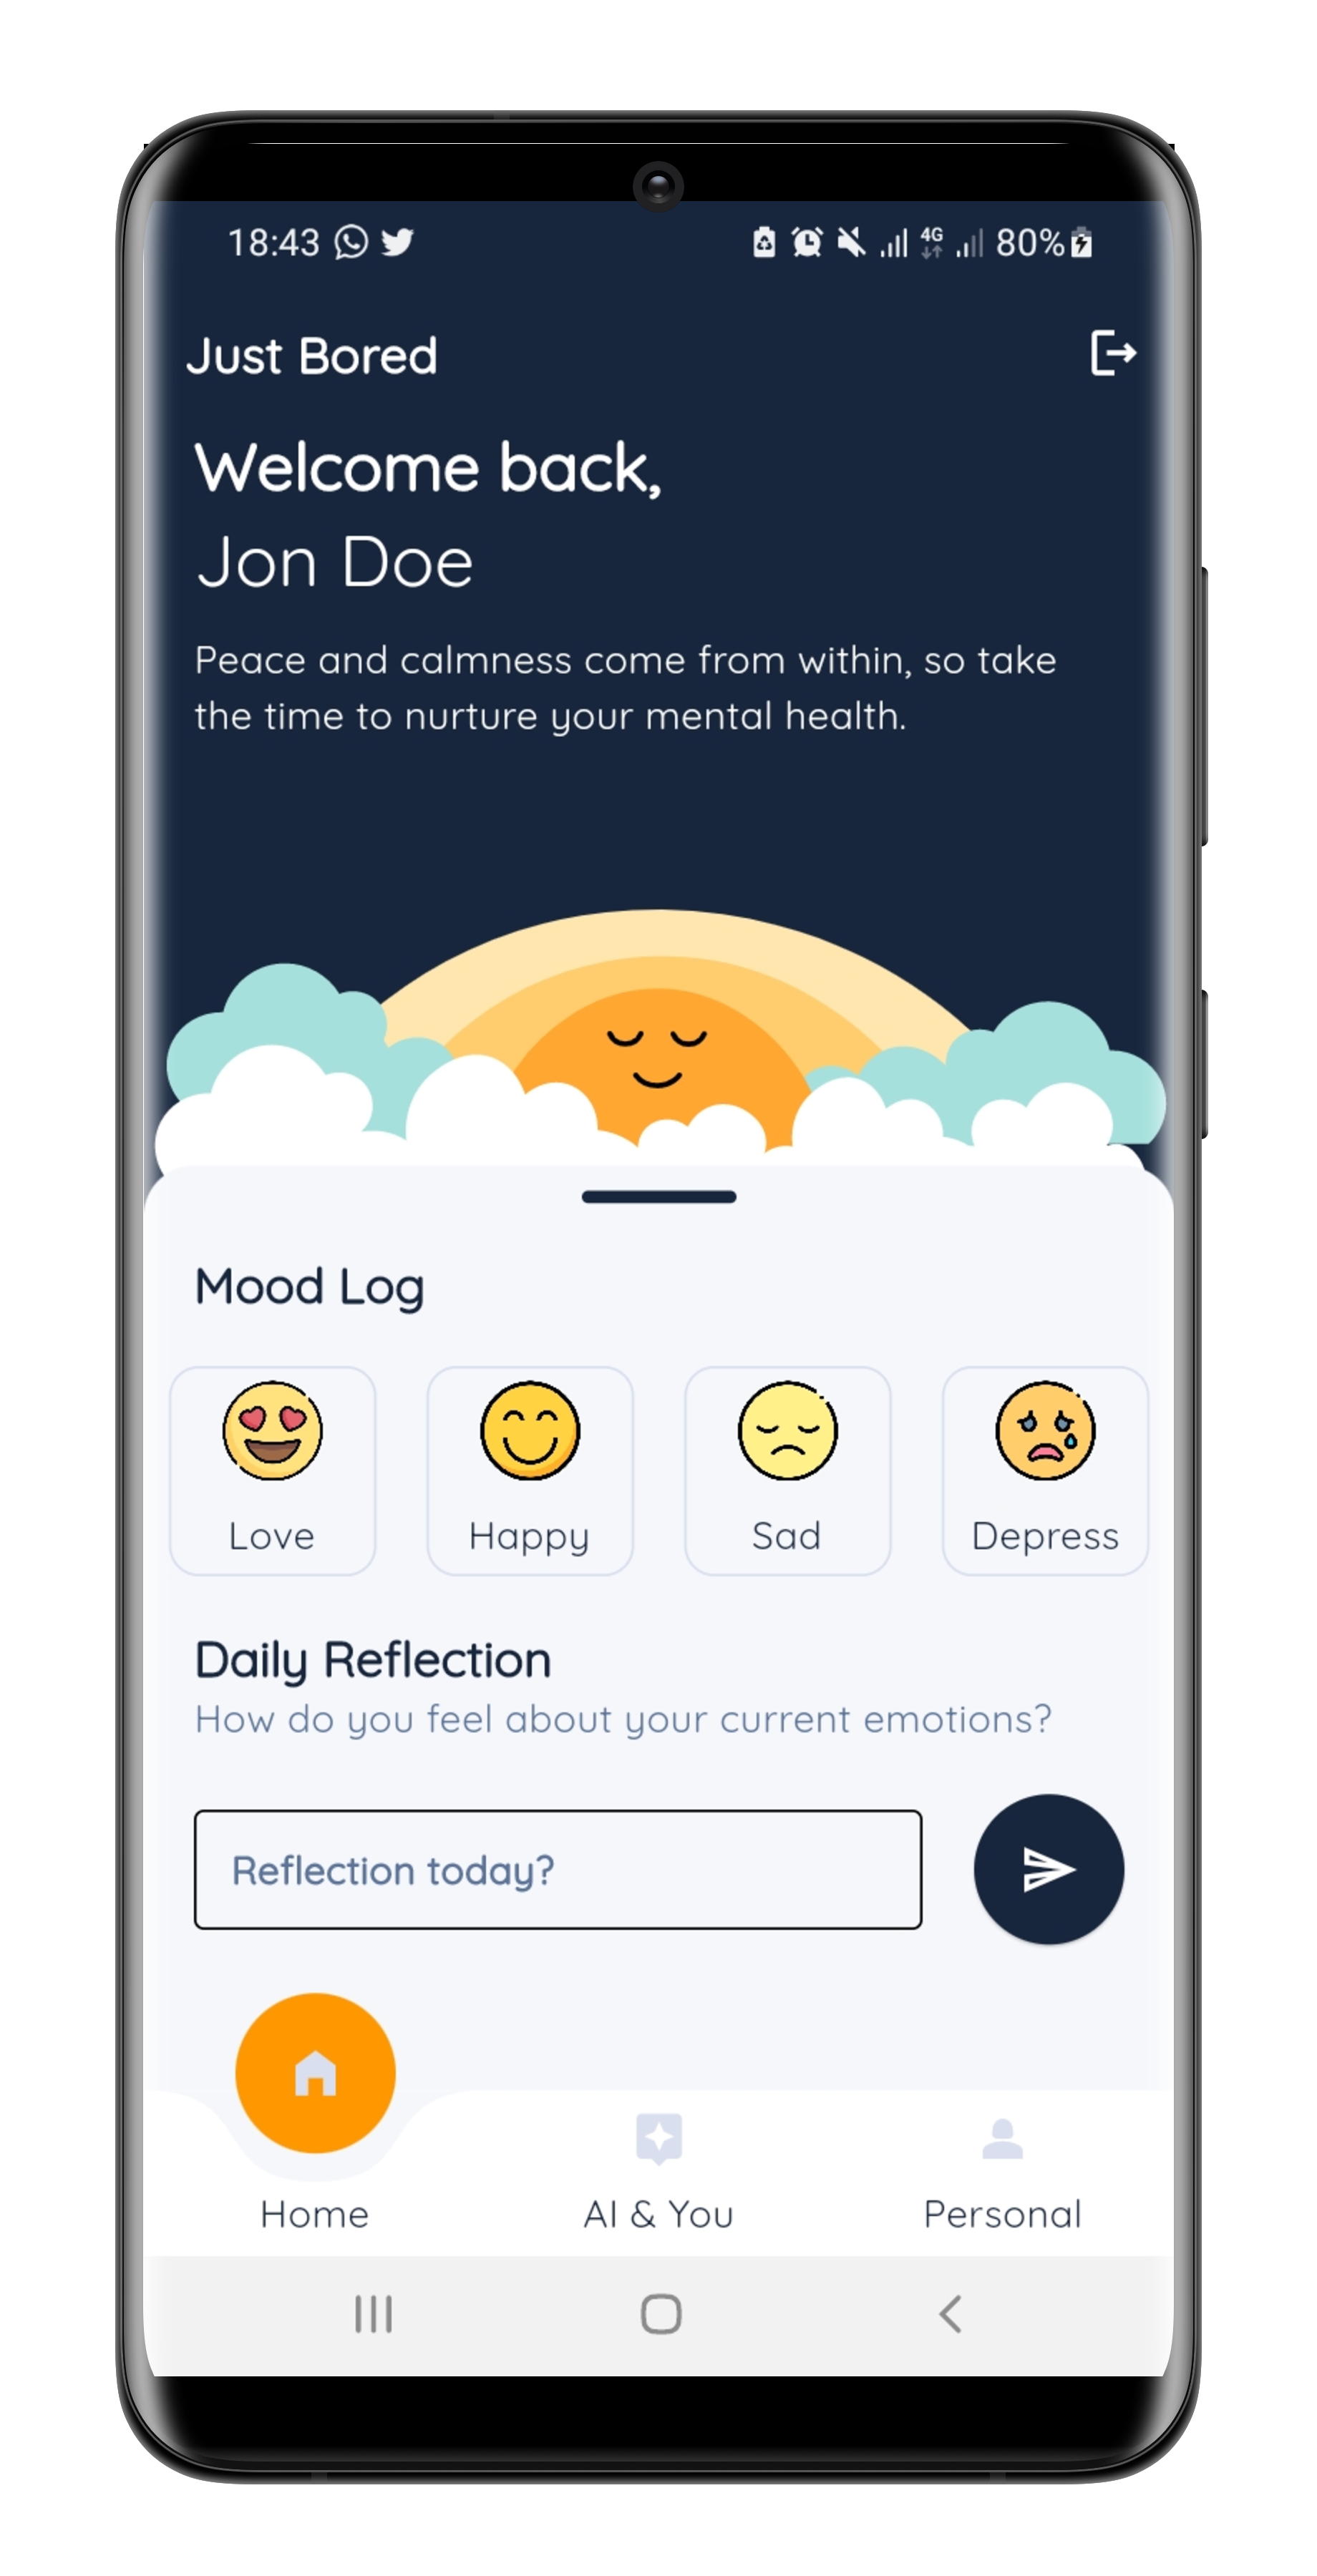 18:43
4G
80%
Just Bored
Welcome back,
Jon Doe
Peace and calmness come from within, so take
the time to nurture your mental health.
Mood Log
Love Happy Sad Depress
Daily Reflection
How do you feel about your current emotions?
Reflection today?
Home AI & You Personal